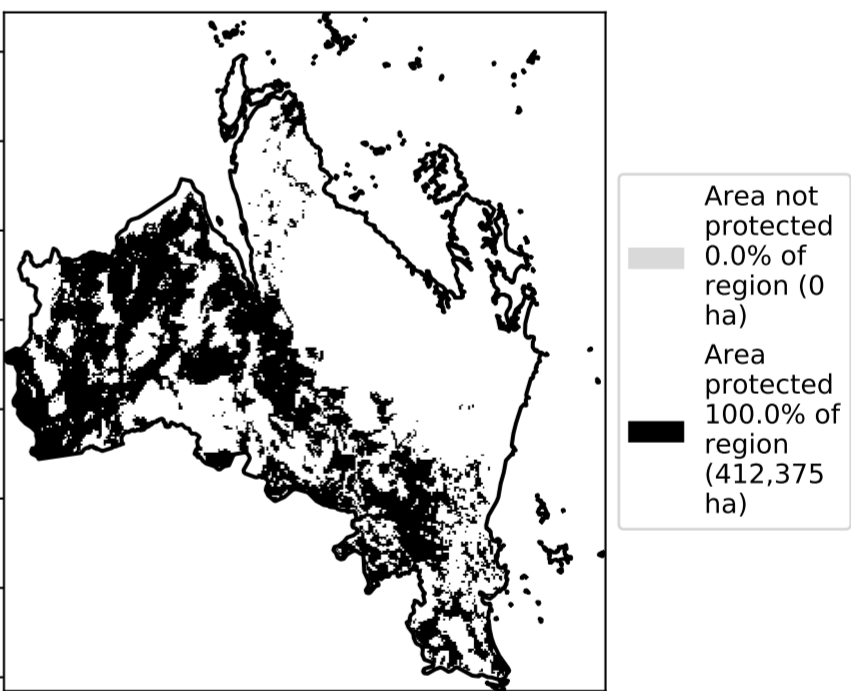 Area not
protected
0.0% of
region (0
ha)
Area
protected
100.0% of
region
(412,375
ha)